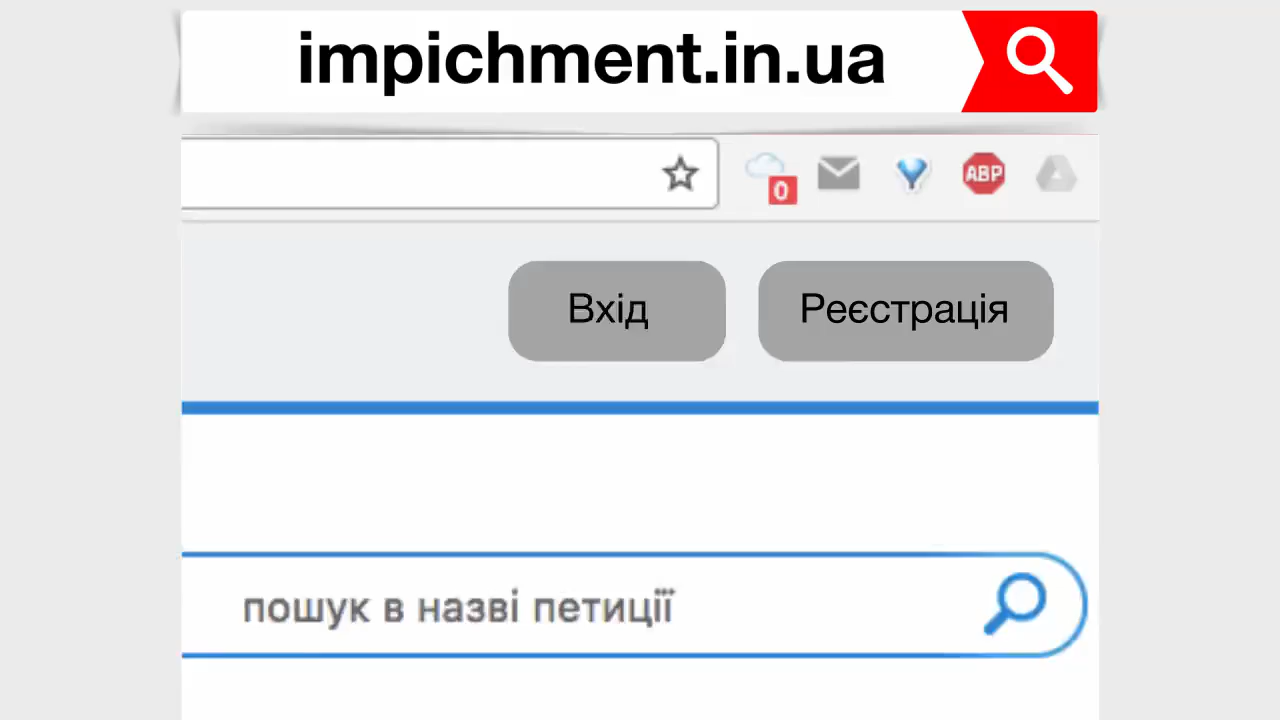 impichment.in.ua
0
ABP
Вхід
Реєстрація
пошук в назві петиції